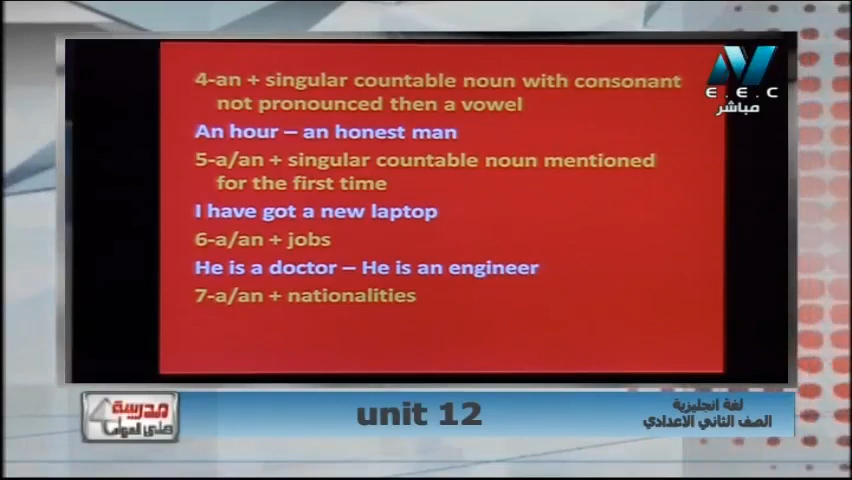 4-an + singular countable noun with consonant
not pronounced then a vowel
An hour – an honest man
5-a/an + singular countable noun mentioned
for the first time
I have got a new laptop
6-a/an + jobs
He is a doctor – He is an engineer
7-a/an + nationalities
E.E.C
مباشر
مدرسة
على الهواء
unit 12
لغة انجليزية
الصف الثاني الاعدادي